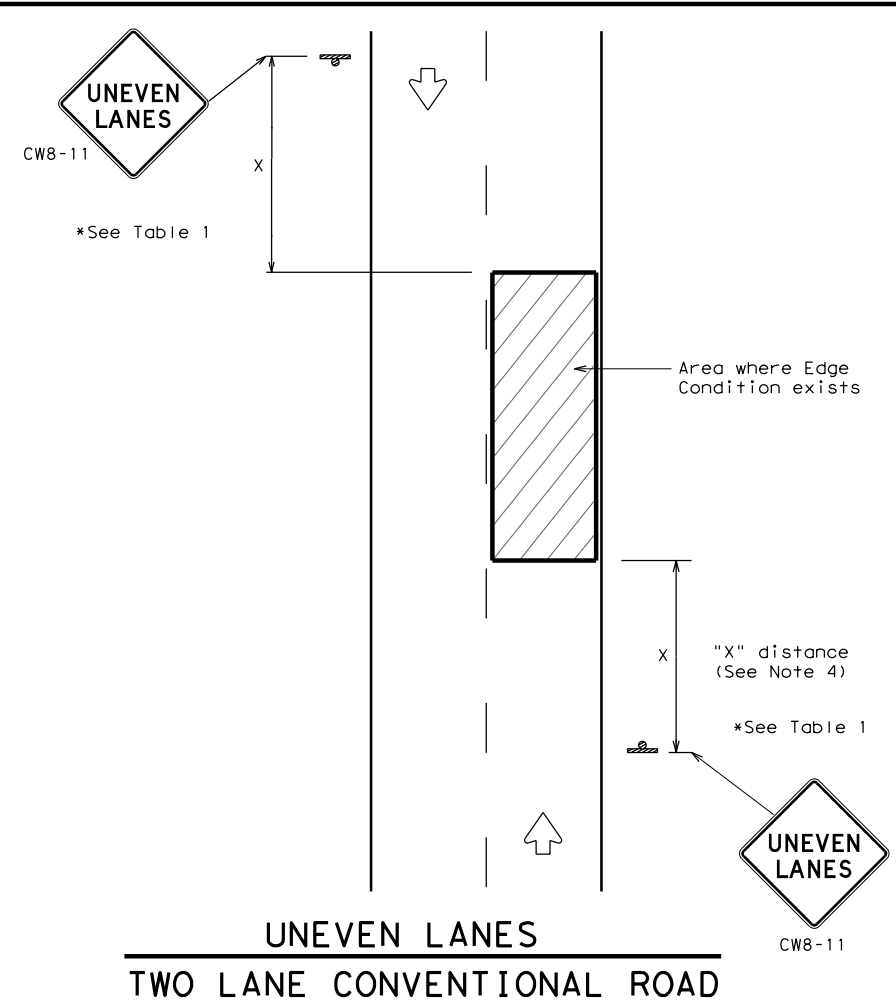 UNEVEN
LANES
CW8-11
X
*See Table 1
Area where Edge
Condition exists
X
"X" distance
(See Note 4)
*See Table 1
UNEVEN
LANES
CW8-11
UNEVEN LANES
TWO LANE CONVENTIONAL ROAD